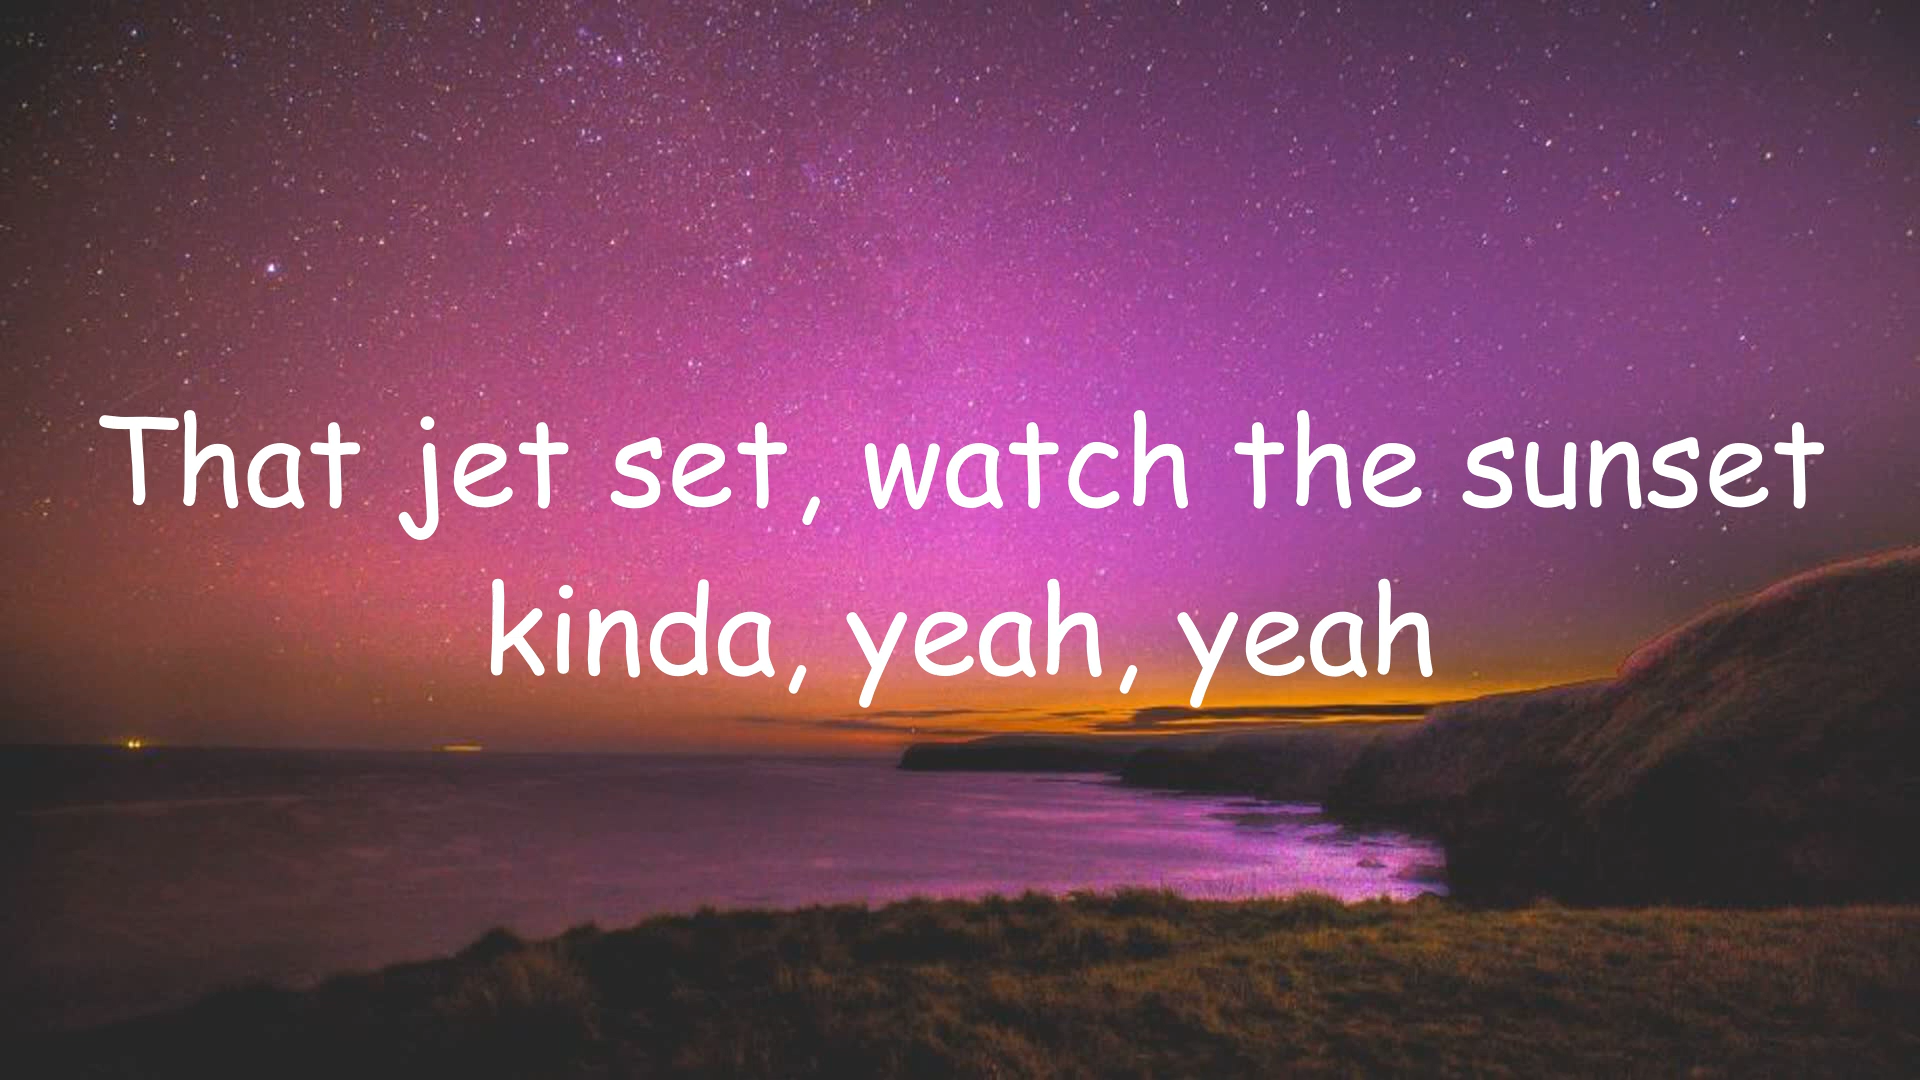 That jet set, watch the sunset
kinda, yeah, yeah